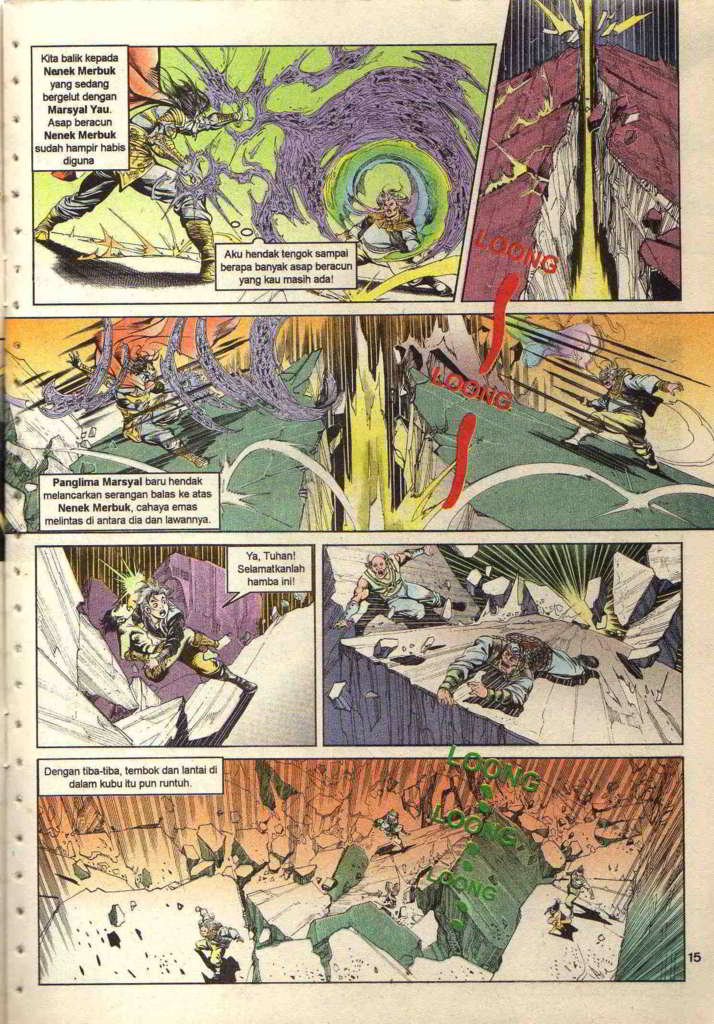 Kita balik kepada
Nenek Merbuk
yang sedang
bergelut dengan
Marsyal Yau.
Asap beracun
Nenek Merbuk
sudah hampir habis
diguna
Aku hendak tengok sampai
berapa banyak asap beracun
yang kau masih ada!
LOONG
LOONG
Panglima Marsyal baru hendak
melancarkan serangan balas ke atas
Nenek Merbuk, cahaya emas
melintas di antara dia dan lawannya.
Ya, Tuhan!
Selamatkanlah
hamba ini!
Dengan tiba-tiba, tembok dan lantai di
dalam kubu itu pun runtuh.
LOONG
LOONG
LOONG
15